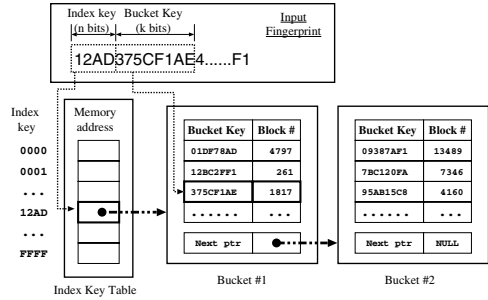 Index key
(n bits)
Bucket Key
(k bits)
Input
Fingerprint
12AD375CF1AE4......F1
Index
key
Memory
address
0000
0001
...
12AD
...
FFFF
Index Key Table
Bucket Key Block #
01DF78AD 4797
12BC2FF1 261
375CF1AE 1817
...... ...
Next ptr
Bucket #1
Bucket Key Block #
09387AF1 13489
7BC120FA 7346
95AB15C8 4160
...... ...
Next ptr NULL
Bucket #2